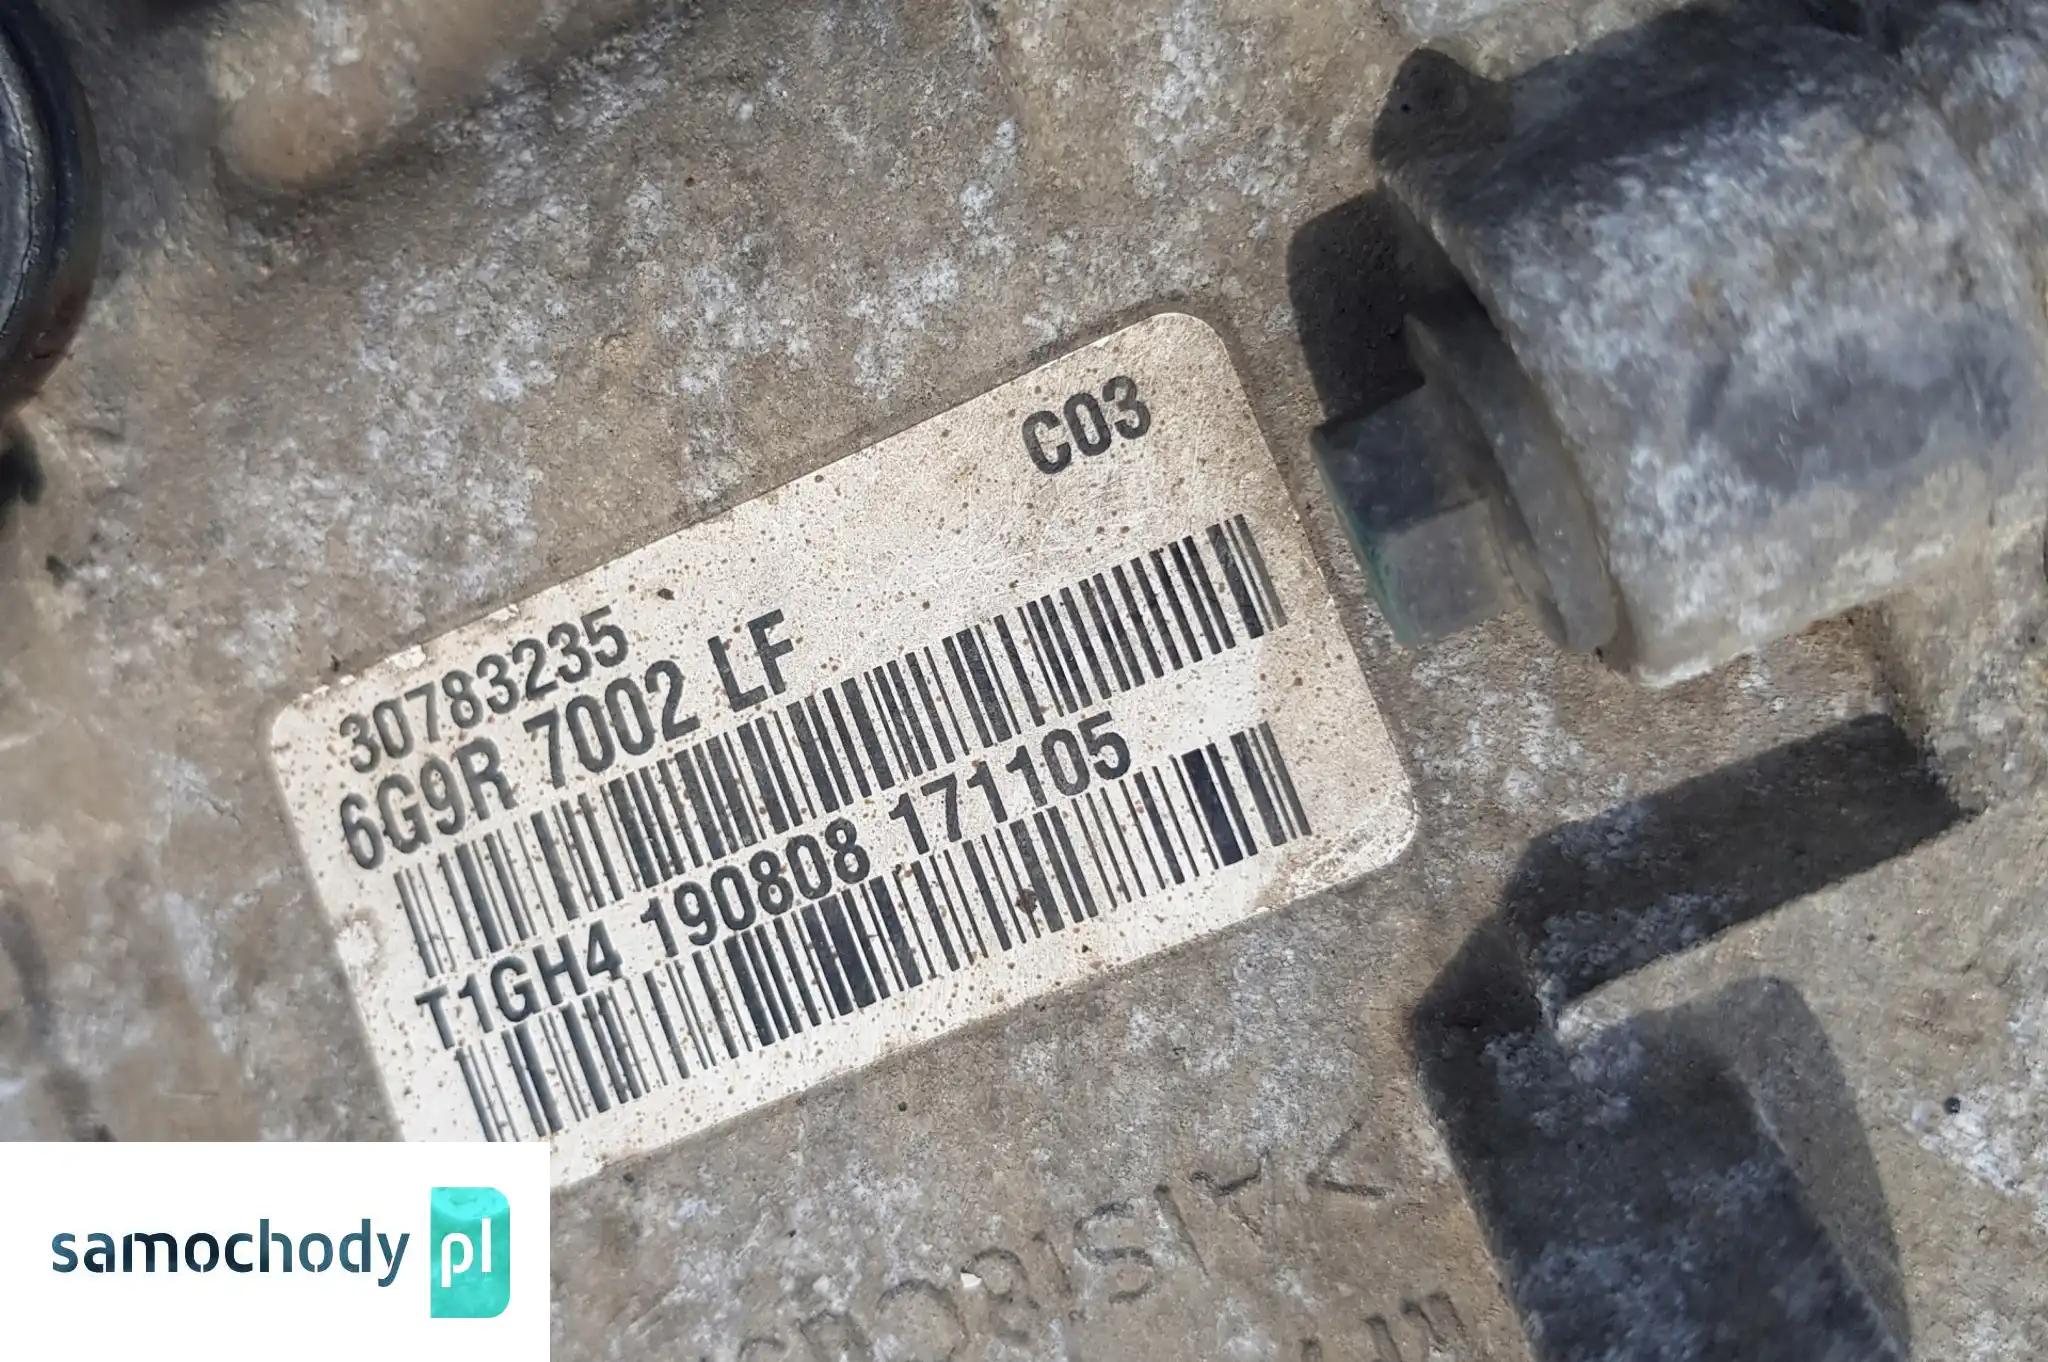 C03
30783235
6G9R 7002 LF
T1GH4 190808 171105
samochody pl